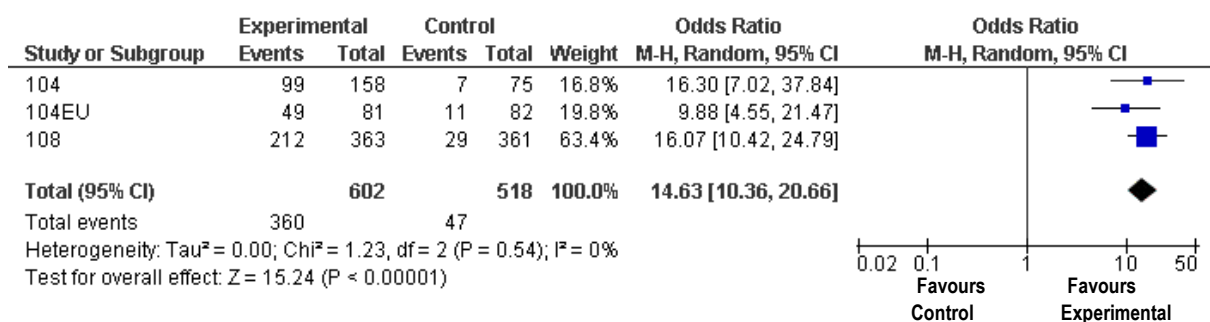 Experimental Control Odds Ratio Odds Ratio
Study or Subgroup Events Total Events Total Weight M-H, Random, 95% CI M-H, Random, 95% CI
104 99 158 7 75 16.8% 16.30 [7.02, 37.84]
104EU 49 81 11 82 19.8% 9.88 [4.55, 21.47]
108 212 363 29 361 63.4% 16.07 [10.42, 24.79]
Total (95% CI) 602 518 100.0% 14.63 [10.36, 20.66]
Total events 360 47
Heterogeneity: Tau² = 0.00; Chi² = 1.23, df = 2 (P = 0.54); I² = 0%
Test for overall effect: Z = 15.24 (P < 0.00001)
0.02 0.1 1 10 50
Favours Favours
Control Experimental